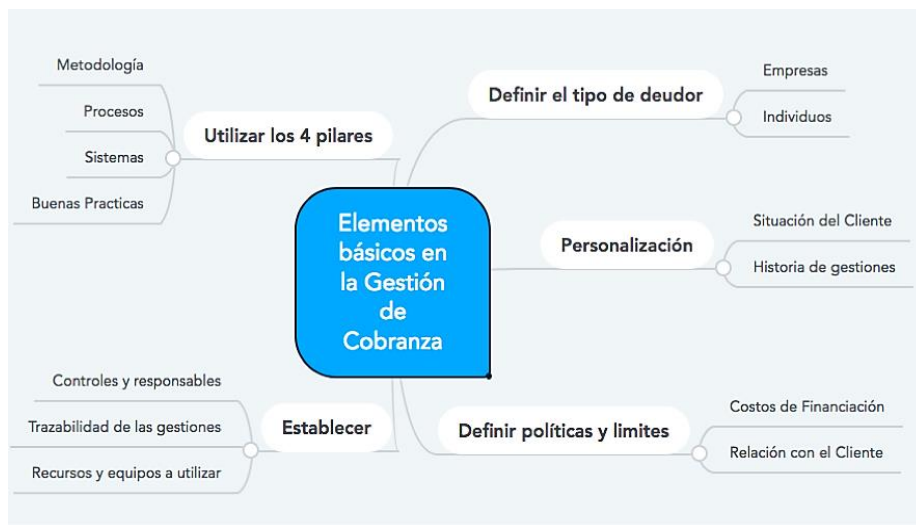 Metodología
Procesos
Sistemas
Buenas Practicas
Utilizar los 4 pilares
Definir el tipo de deudor
Empresas
Individuos
Elementos
básicos en
la Gestión
de
Cobranza
Personalización
Situación del Cliente
Historia de gestiones
Controles y responsables
Trazabilidad de las gestiones
Recursos y equipos a utilizar
Establecer
Definir políticas y limites
Costos de Financiación
Relación con el Cliente